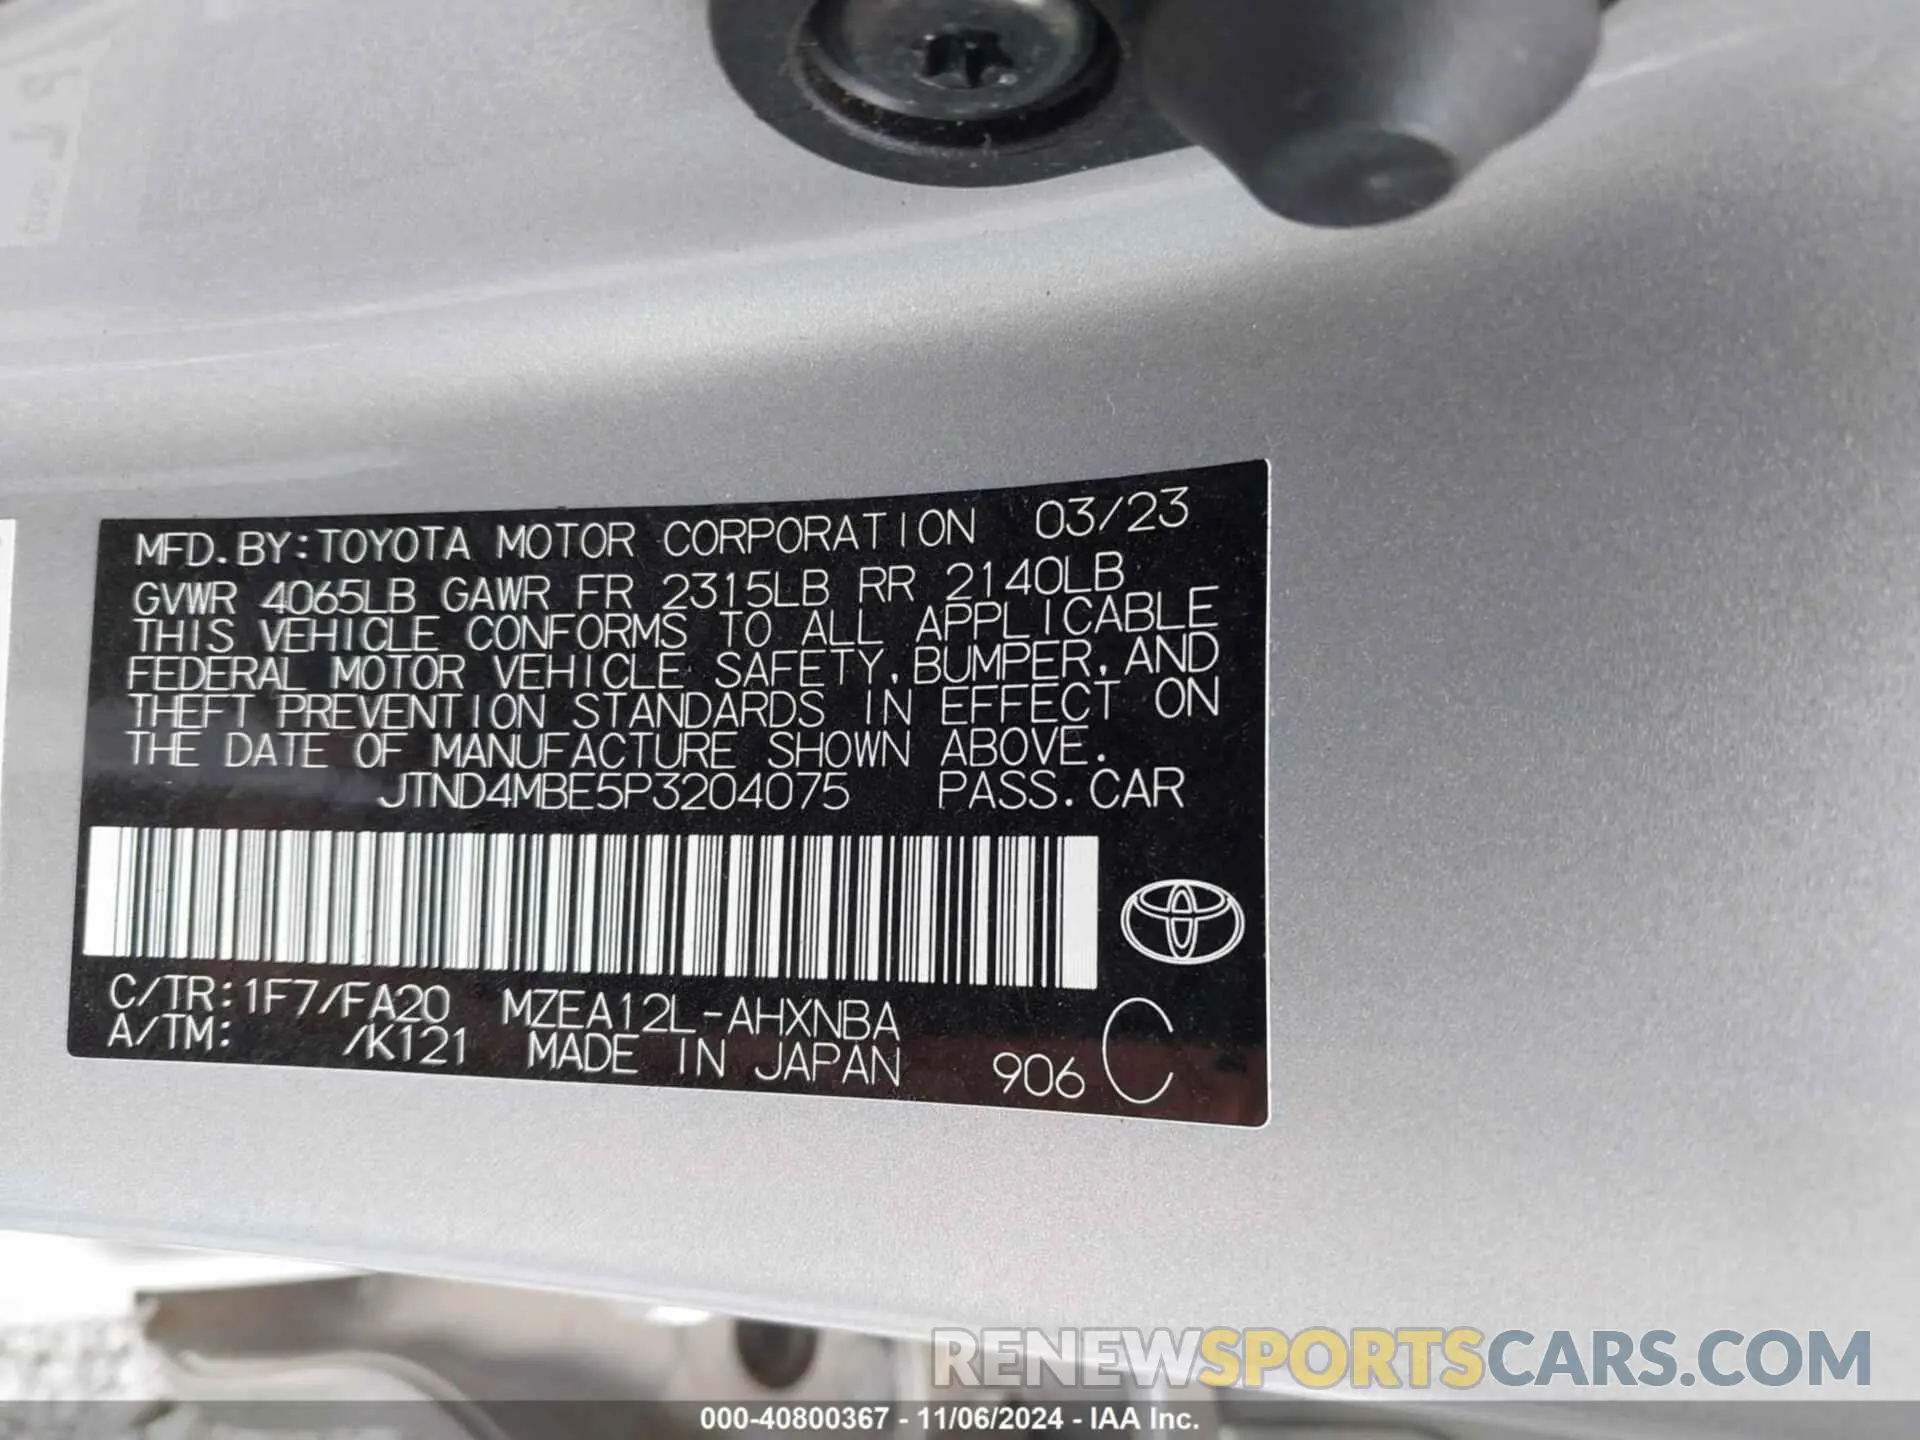 MFD.BY:TOYOTA MOTOR CORPORATION 03/23
GVWR 4065LB GAWR FR 2315LB RR 2140LB
THIS VEHICLE CONFORMS TO ALL APPLICABLE
FEDERAL MOTOR VEHICLE SAFETY, BUMPER, AND
THEFT PREVENTION STANDARDS IN EFFECT ON
THE DATE OF MANUFACTURE SHOWN ABOVE.
JTND4MBE5P3204075 PASS.CAR
C/TR:1F7/FA20 MZEA12L-AHXNBA
A/TM: /K121 MADE IN JAPAN 906 C
RENEWSPORTSCARS.COM
000-40800367 - 11/06/2024 - IAA Inc.